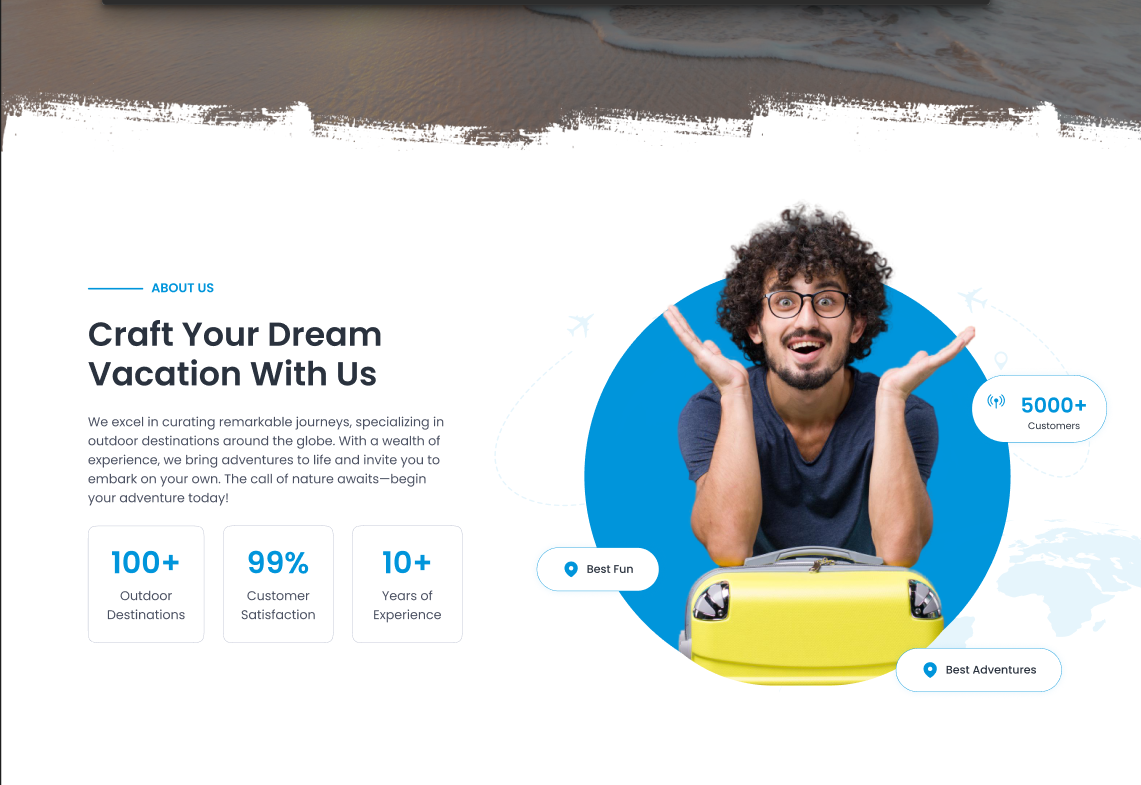 ABOUT US
Craft Your Dream
Vacation With Us
We excel in curating remarkable journeys, specializing in
outdoor destinations around the globe. With a wealth of
experience, we bring adventures to life and invite you to
embark on your own. The call of nature awaits—begin
your adventure today!
100+
Outdoor
Destinations
99%
Customer
Satisfaction
10+
Years of
Experience
5000+
Customers
Best Fun
Best Adventures